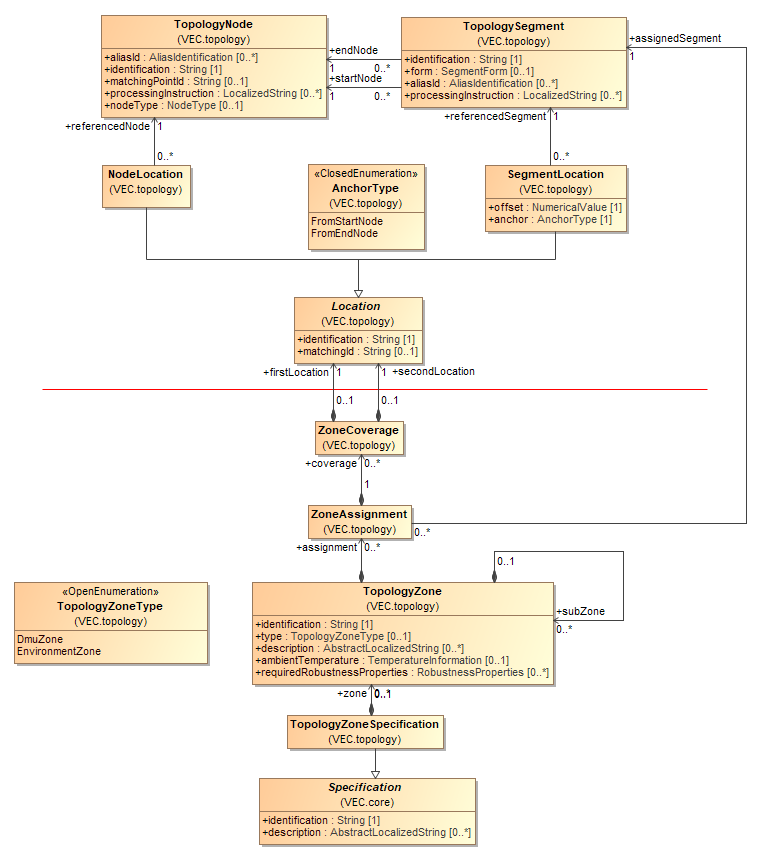 TopologyNode
(VEC.topology)
+aliasId : AliasIdentification [0..*]
+identification : String [1]
+matchingPointId : String [0..1]
+processingInstruction : LocalizedString [0..*]
+nodeType : NodeType [0..1]
TopologySegment
(VEC.topology)
+identification : String [1]
+form : SegmentForm [0..1]
+aliasId : AliasIdentification [0..*]
+processingInstruction : LocalizedString [0..*]
+endNode
1
0..*
+startNode
1
0..*
+assignedSegment
1
+referencedNode
1
0..*
+referencedSegment
1
0..*
NodeLocation
(VEC.topology)
«ClosedEnumeration»
AnchorType
(VEC.topology)
FromStartNode
FromEndNode
SegmentLocation
(VEC.topology)
+offset : NumericalValue [1]
+anchor : AnchorType [1]
Location
(VEC.topology)
+identification : String [1]
+matchingId : String [0..1]
+firstLocation
1
0..1
1
+secondLocation
0..1
ZoneCoverage
(VEC.topology)
+coverage
0..*
1
ZoneAssignment
(VEC.topology)
0..*
+assignment
0..*
0..1
+subZone
0..*
«OpenEnumeration»
TopologyZoneType
(VEC.topology)
DmuZone
EnvironmentZone
TopologyZone
(VEC.topology)
+identification : String [1]
+type : TopologyZoneType [0..1]
+description : AbstractLocalizedString [0..*]
+ambientTemperature : TemperatureInformation [0..1]
+requiredRobustnessProperties : RobustnessProperties [0..*]
+zone
TopologyZoneSpecification
(VEC.topology)
Specification
(VEC.core)
+identification : String [1]
+description : AbstractLocalizedString [0..*]